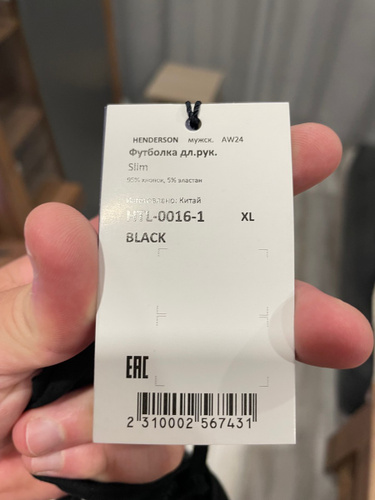 HENDERSON мужск. AW24
Футболка дл.рук.
Slim
95% хлопок, 5% эластан
Изготовлено: Китай
HTL-0016-1 XL
BLACK
EAC
2 310002 567431